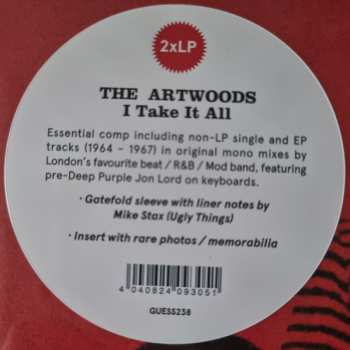 2xLP
THE ARTWOODS
I Take It All
Essential comp including non-LP single and EP
tracks (1964 – 1967) in original mono mixes by
London's favourite beat / R&B / Mod band, featuring
pre-Deep Purple Jon Lord on keyboards.
· Gatefold sleeve with liner notes by
Mike Stax (Ugly Things)
· Insert with rare photos / memorabilia
4 040824 093051
GUESS238